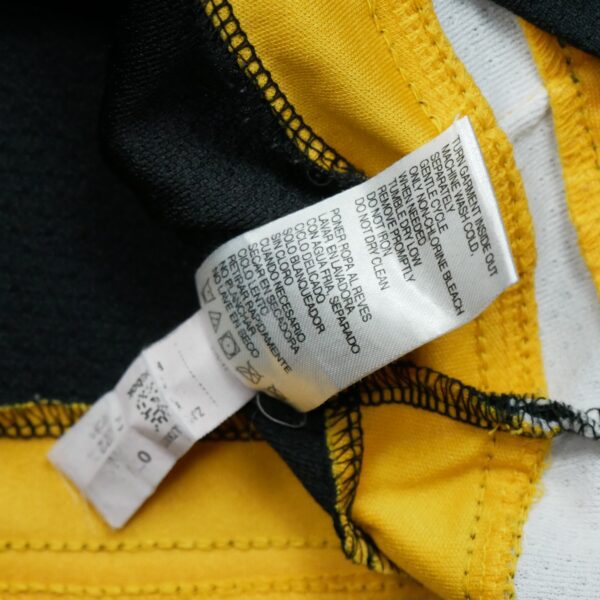 TURN GARMENT INSIDE OUT
MACHINE WASH COLD,
SEPARATELY
GENTLE CYCLE
ONLY NON-CHLORINE BLEACH
WHEN NEEDED
TUMBLE DRY LOW
REMOVE PROMPTLY
DO NOT IRON
DO NOT DRY CLEAN
PONER ROPA AL REVES
LAVAR EN LAVADORA
CON AGUA FRIA, SEPARADO
CICLO DELICADO
SOLO BLANQUEADOR
SIN CLORO
CUANDO NECESARIO
SECAR EN SECADORA
CICLO LENTO
RETIRAR RAPIDAMENTE
NO PLANCHAR
NO LAVE EN SECO